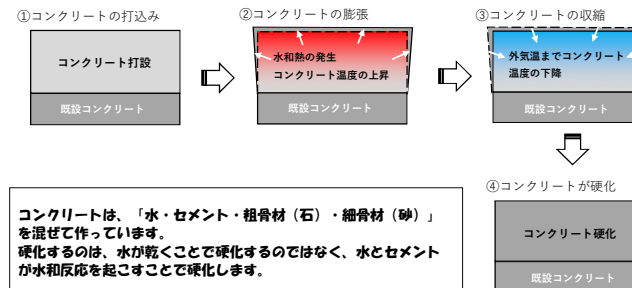 ①コンクリートの打込み
コンクリート打設
既設コンクリート
②コンクリートの膨張
水和熱の発生
コンクリート温度の上昇
既設コンクリート
③コンクリートの収縮
外気温までコンクリート
温度の下降
既設コンクリート
④コンクリートが硬化
コンクリート硬化
既設コンクリート
コンクリートは、「水・セメント・粗骨材（石）・細骨材（砂）」
を混ぜて作っています。
硬化するのは、水が乾くことで硬化するのではなく、水とセメント
が水和反応を起こすことで硬化します。